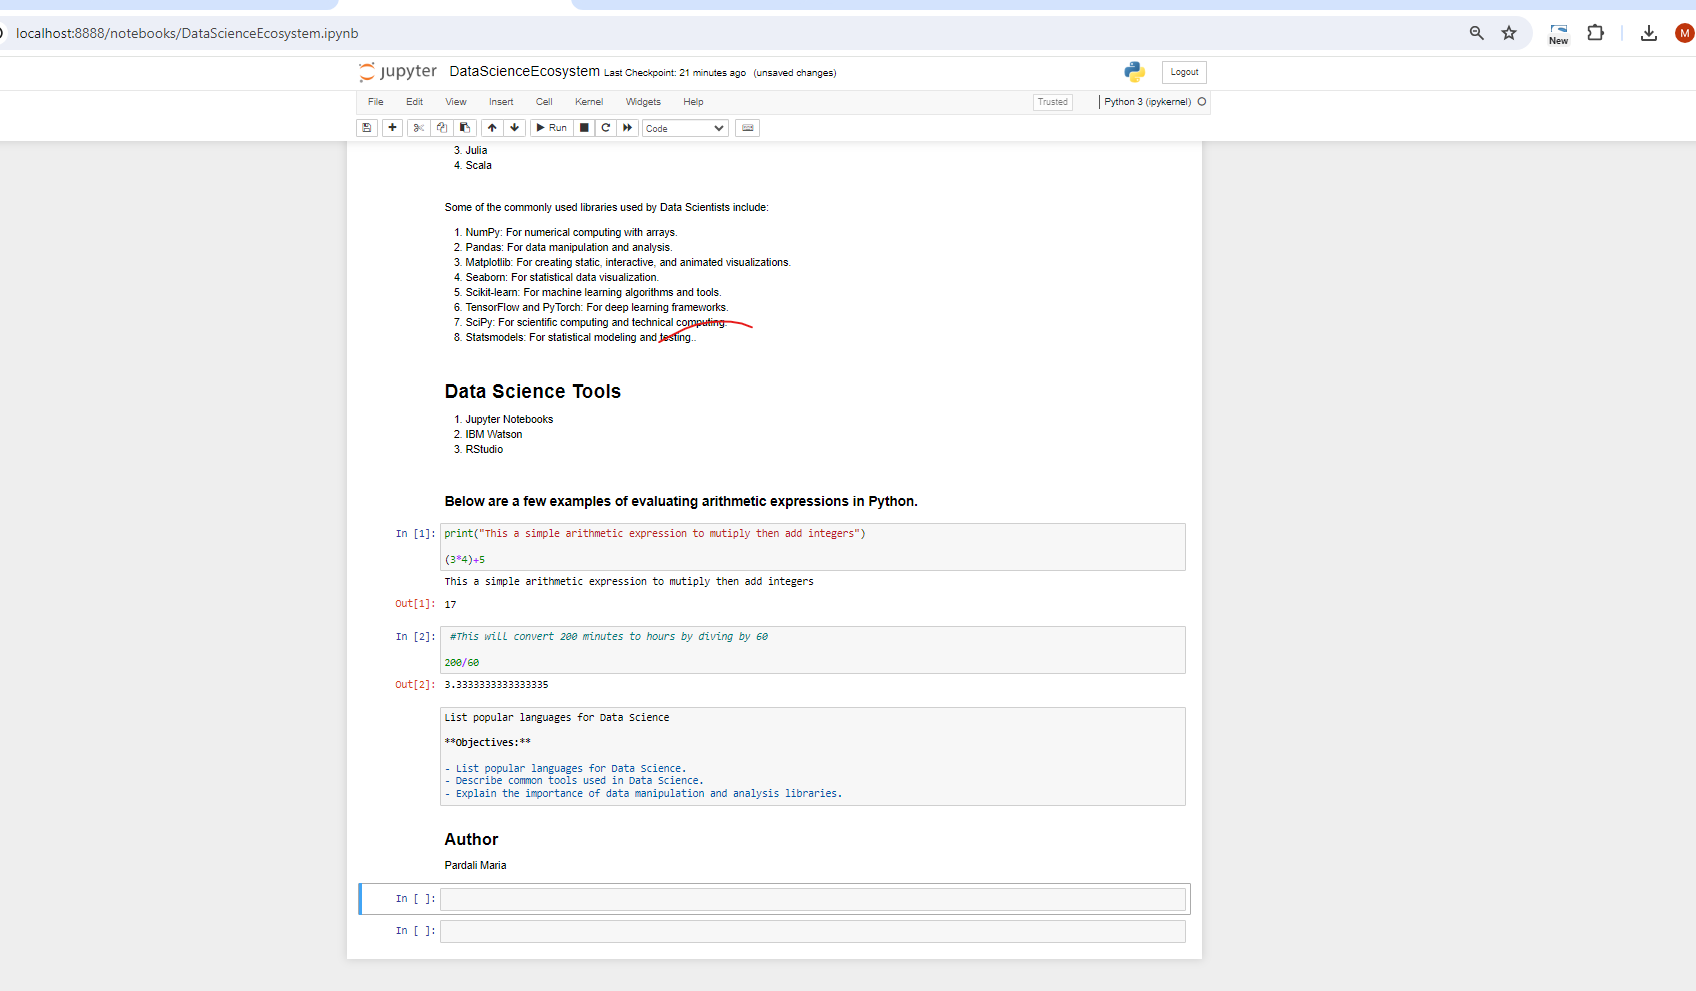 localhost:8888/notebooks/DataScienceEcosystem.ipynb
New
M
jupyter DataScienceEcosystem Last Checkpoint: 21 minutes ago (unsaved changes)
Logout
File Edit View Insert Cell Kernel Widgets Help
Trusted
Python 3 (ipykernel)
Run
Code
3. Julia
4. Scala
Some of the commonly used libraries used by Data Scientists include:
1. NumPy: For numerical computing with arrays.
2. Pandas: For data manipulation and analysis.
3. Matplotlib: For creating static, interactive, and animated visualizations.
4. Seaborn: For statistical data visualization.
5. Scikit-learn: For machine learning algorithms and tools.
6. TensorFlow and PyTorch: For deep learning frameworks.
7. SciPy: For scientific computing and technical computing.
8. Statsmodels: For statistical modeling and testing..
Data Science Tools
1. Jupyter Notebooks
2. IBM Watson
3. RStudio
Below are a few examples of evaluating arithmetic expressions in Python.
In [1]: print("This a simple arithmetic expression to mutiply then add integers")
(3*4)+5
This a simple arithmetic expression to mutiply then add integers
Out[1]: 17
In [2]: #This will convert 200 minutes to hours by diving by 60
200/60
Out[2]: 3.3333333333333335
List popular languages for Data Science
**Objectives:**
- List popular languages for Data Science.
- Describe common tools used in Data Science.
- Explain the importance of data manipulation and analysis libraries.
Author
Pardali Maria
In [ ]:
In [ ]: